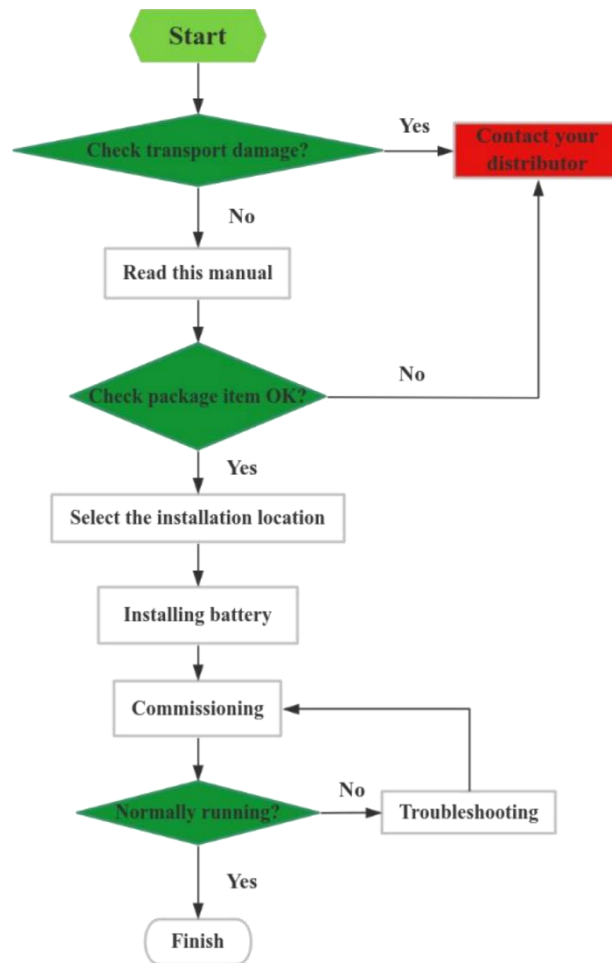 Start
Yes
Check transport damage?
Contact your
distributor
No
Read this manual
No
Check package item OK?
Yes
Select the installation location
Installing battery
Commissioning
No
Normally running?
Troubleshooting
Yes
Finish